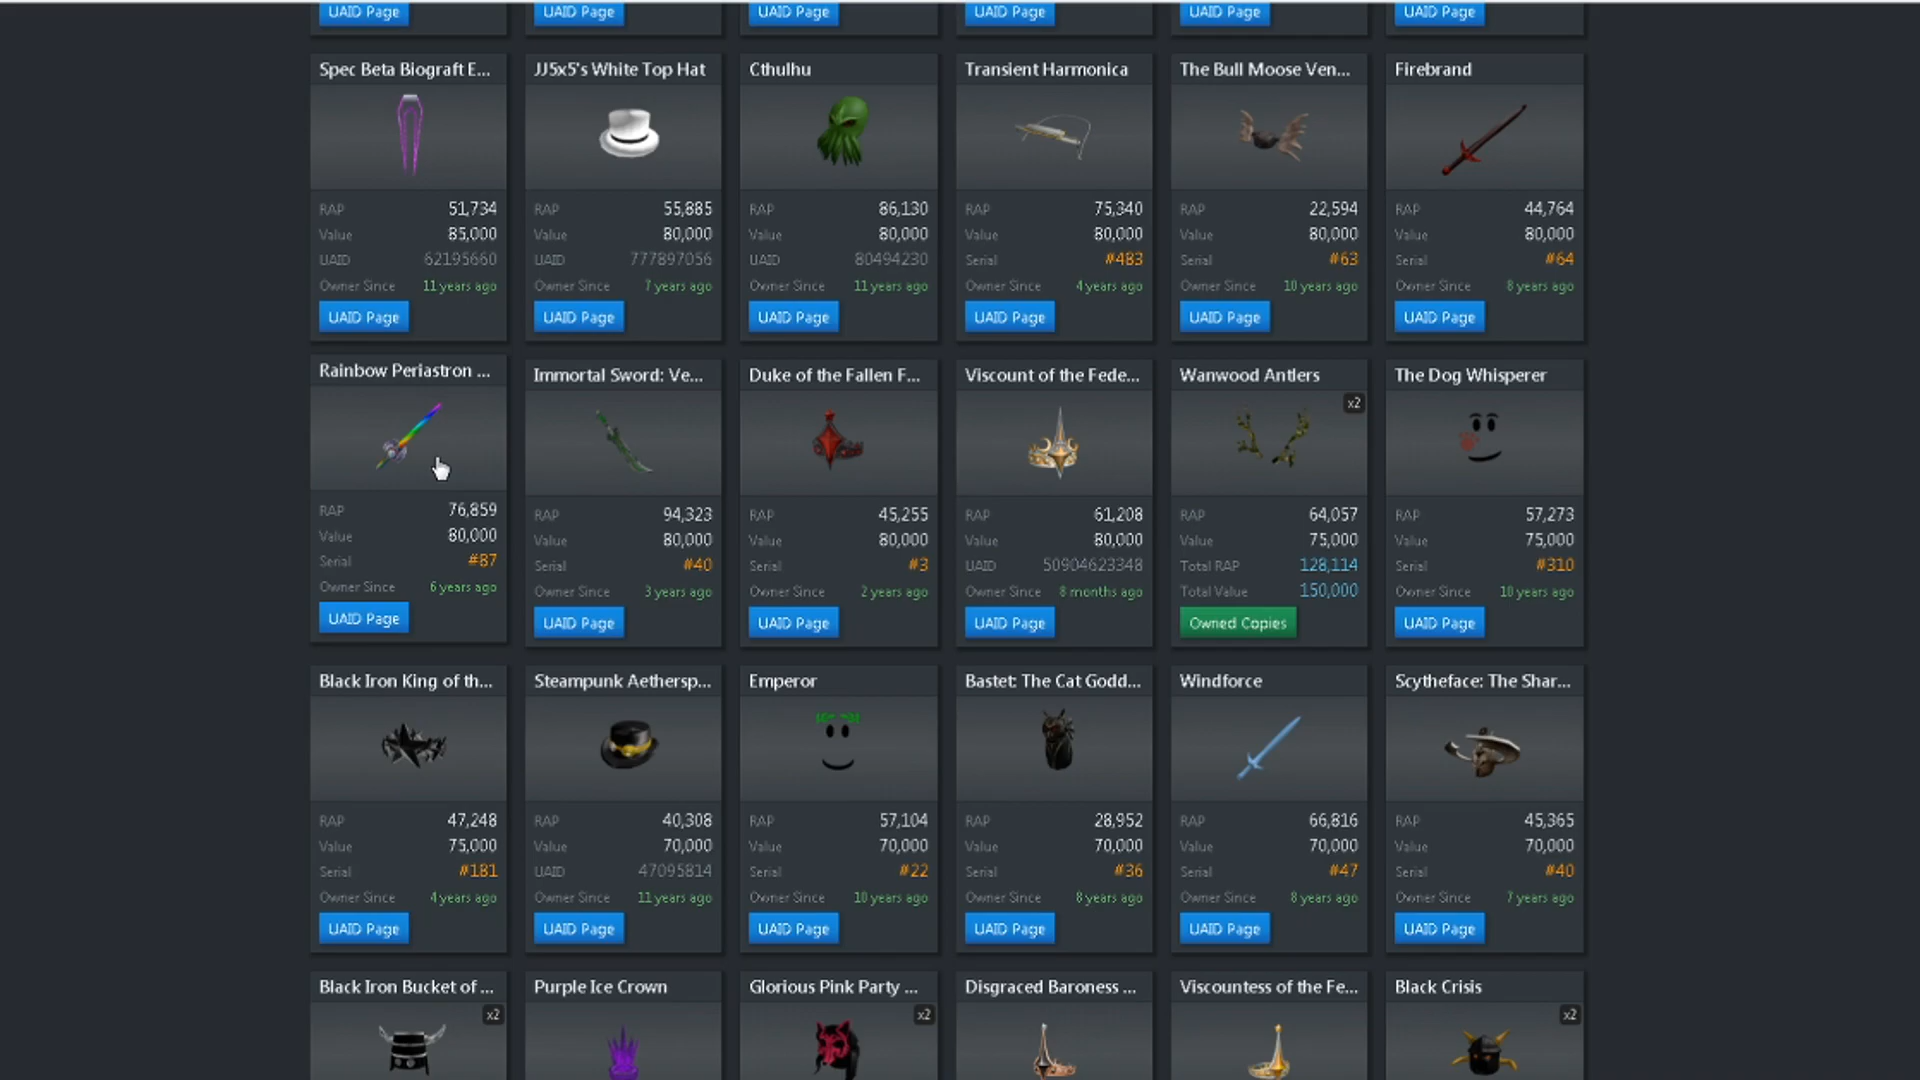 UAID Page UAID Page UAID Page UAID Page UAID Page UAID Page
Spec Beta Biograft E... JJ5x5's White Top Hat Cthulhu Transient Harmonica The Bull Moose Ven... Firebrand
RAP 51,734 RAP 55,885 RAP 86,130 RAP 75,340 RAP 22,594 RAP 44,764
Value 85,000 Value 80,000 Value 80,000 Value 80,000 Value 80,000 Value 80,000
UAID 62195660 UAID 777897056 UAID 80494230 Serial #483 Serial #63 Serial #64
Owner Since 11 years ago Owner Since 7 years ago Owner Since 11 years ago Owner Since 4 years ago Owner Since 10 years ago Owner Since 8 years ago
UAID Page UAID Page UAID Page UAID Page UAID Page UAID Page
Rainbow Periastron ... Immortal Sword: Ve... Duke of the Fallen F... Viscount of the Fede... Wanwood Antlers The Dog Whisperer
x2
RAP 76,859 RAP 94,323 RAP 45,255 RAP 61,208 RAP 64,057 RAP 57,273
Value 80,000 Value 80,000 Value 80,000 Value 80,000 Value 75,000 Value 75,000
Serial #87 Serial #40 Serial #3 UAID 50904623348 Total RAP 128,114 Serial #310
Owner Since 6 years ago Owner Since 3 years ago Owner Since 2 years ago Owner Since 8 months ago Total Value 150,000 Owner Since 10 years ago
UAID Page UAID Page UAID Page UAID Page Owned Copies UAID Page
Black Iron King of th... Steampunk Aethersp... Emperor Bastet: The Cat Godd... Windforce Scytheface: The Shar...
RAP 47,248 RAP 40,308 RAP 57,104 RAP 28,952 RAP 66,816 RAP 45,365
Value 75,000 Value 70,000 Value 70,000 Value 70,000 Value 70,000 Value 70,000
Serial #181 UAID 47095814 Serial #22 Serial #36 Serial #47 Serial #40
Owner Since 4 years ago Owner Since 11 years ago Owner Since 10 years ago Owner Since 8 years ago Owner Since 8 years ago Owner Since 7 years ago
UAID Page UAID Page UAID Page UAID Page UAID Page UAID Page
Black Iron Bucket of ... Purple Ice Crown Glorious Pink Party ... Disgraced Baroness ... Viscountess of the Fe... Black Crisis
x2 x2 x2